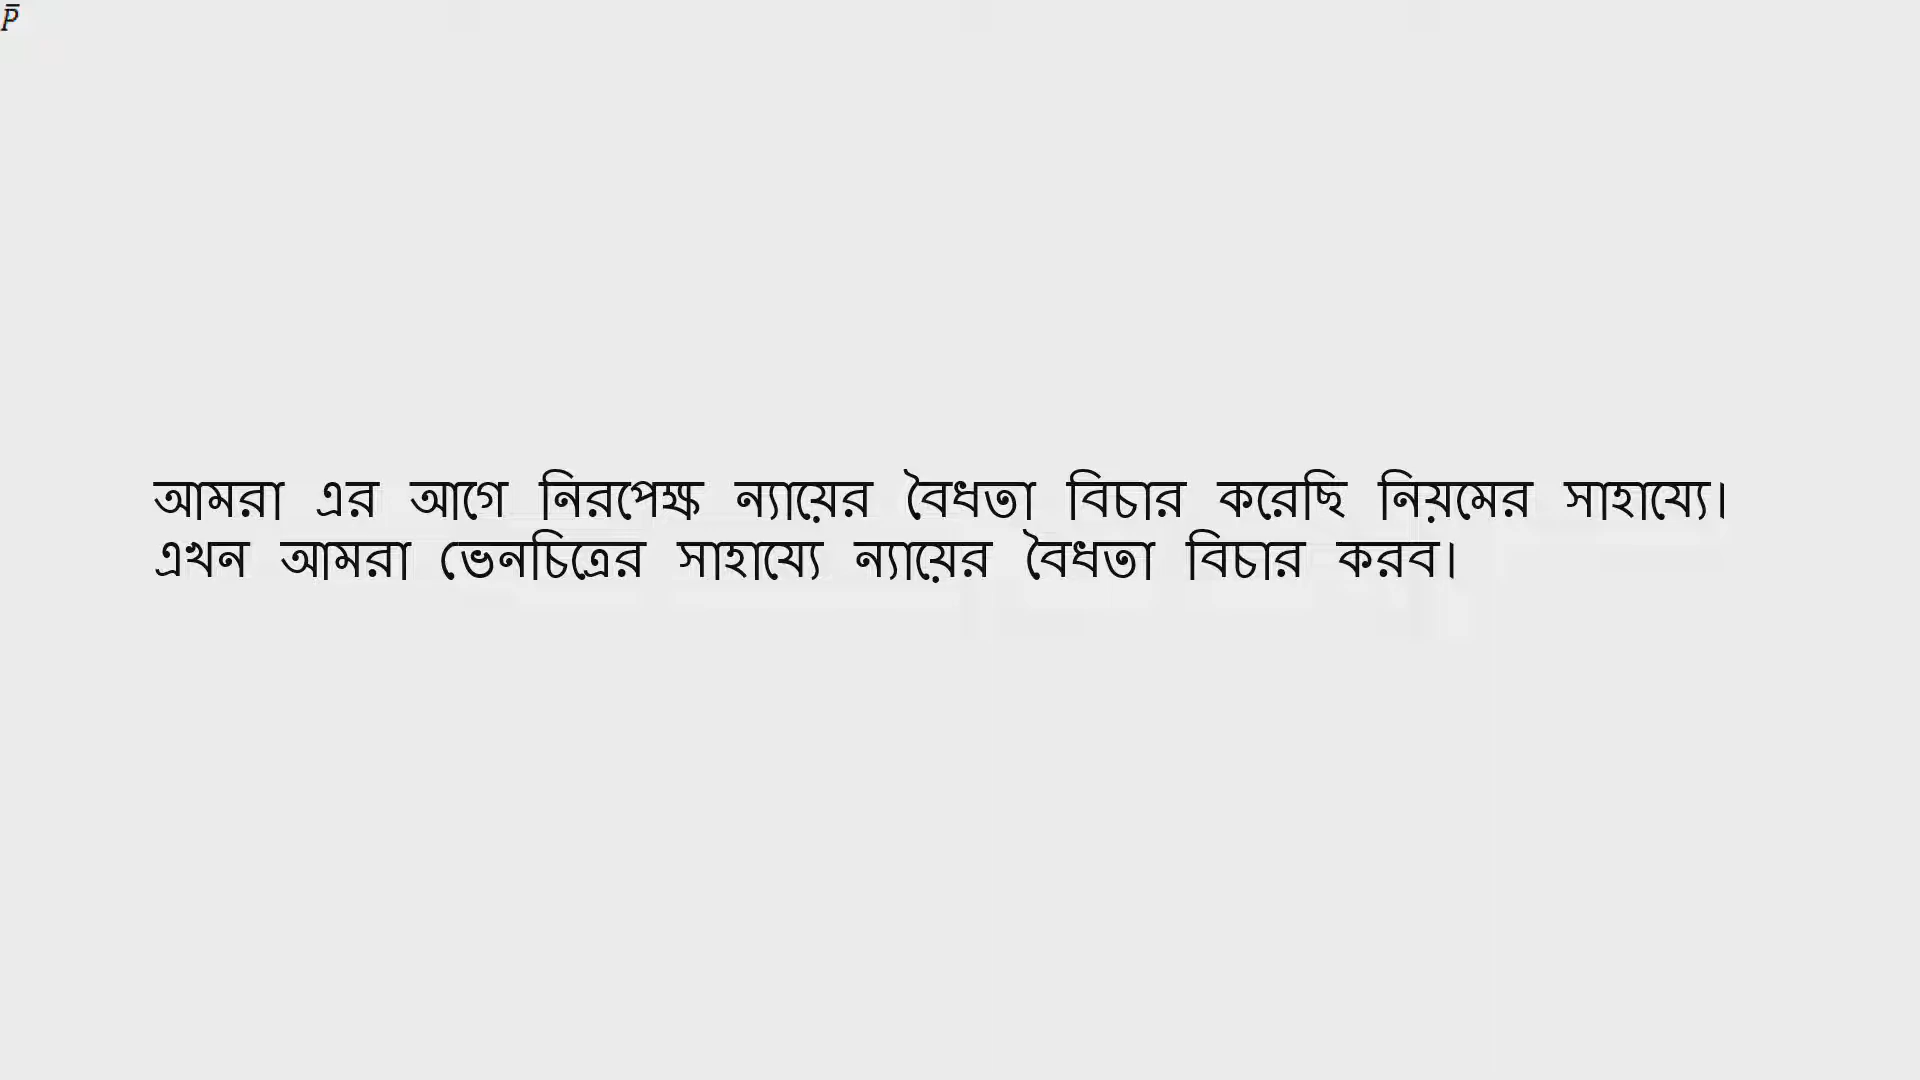 P̅
আমরা এর আগে নিরপেক্ষ ন্যায়ের বৈধতা বিচার করেছি নিয়মের সাহায্যে।
এখন আমরা ভেনচিত্রের সাহায্যে ন্যায়ের বৈধতা বিচার করব।